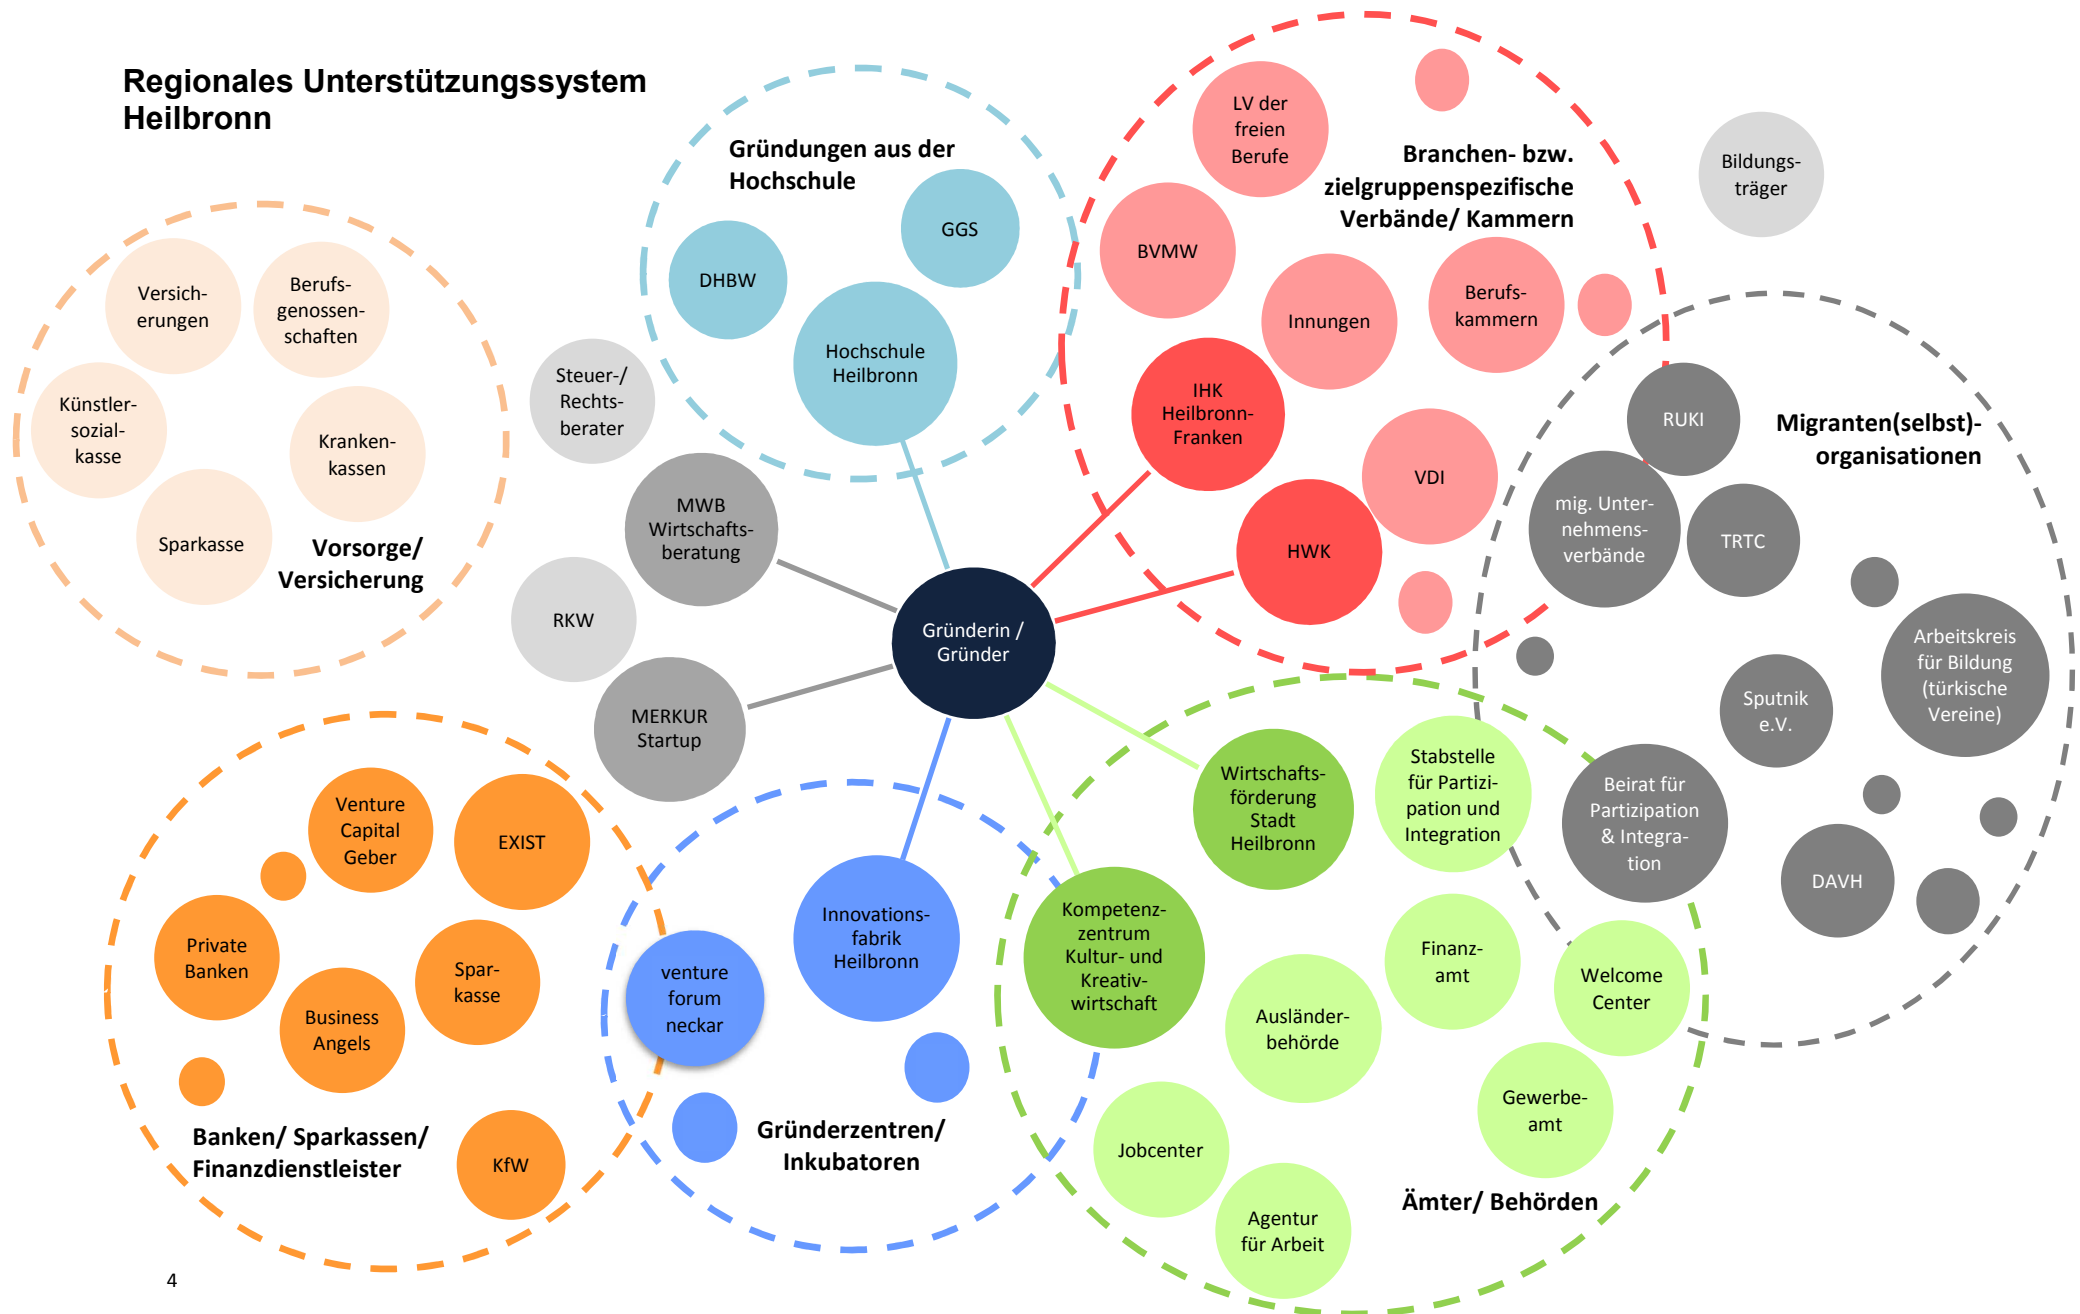 Regionales Unterstützungssystem
Heilbronn
Gründungen aus der
Hochschule
GGS
DHBW
Hochschule
Heilbronn
LV der
freien
Berufe
Branchen- bzw.
zielgruppenspezifische
Verbände/ Kammern
BVMW
Innungen
Berufs-
kammern
IHK
Heilbronn-
Franken
VDI
HWK
Bildungs-
träger
Versich-
erungen
Berufs-
genossen-
schaften
Künstler-
sozial-
kasse
Kranken-
kassen
Sparkasse
Vorsorge/
Versicherung
Steuer-/
Rechts-
berater
MWB
Wirtschafts-
beratung
RKW
MERKUR
Startup
Gründerin /
Gründer
RUKI
Migranten(selbst)-
organisationen
mig. Unter-
nehmens-
verbände
TRTC
Arbeitskreis
für Bildung
(türkische
Vereine)
Sputnik
e.V.
Beirat für
Partizipation
& Integra-
tion
DAVH
Venture
Capital
Geber
EXIST
Private
Banken
Spar-
kasse
Business
Angels
Banken/ Sparkassen/
Finanzdienstleister
KfW
venture
forum
neckar
Innovations-
fabrik
Heilbronn
Gründerzentren/
Inkubatoren
Wirtschafts-
förderung
Stadt
Heilbronn
Stabstelle
für Partizi-
pation und
Integration
Kompetenz-
zentrum
Kultur- und
Kreativ-
wirtschaft
Finanz-
amt
Welcome
Center
Ausländer-
behörde
Gewerbe-
amt
Jobcenter
Agentur
für Arbeit
Ämter/ Behörden
4